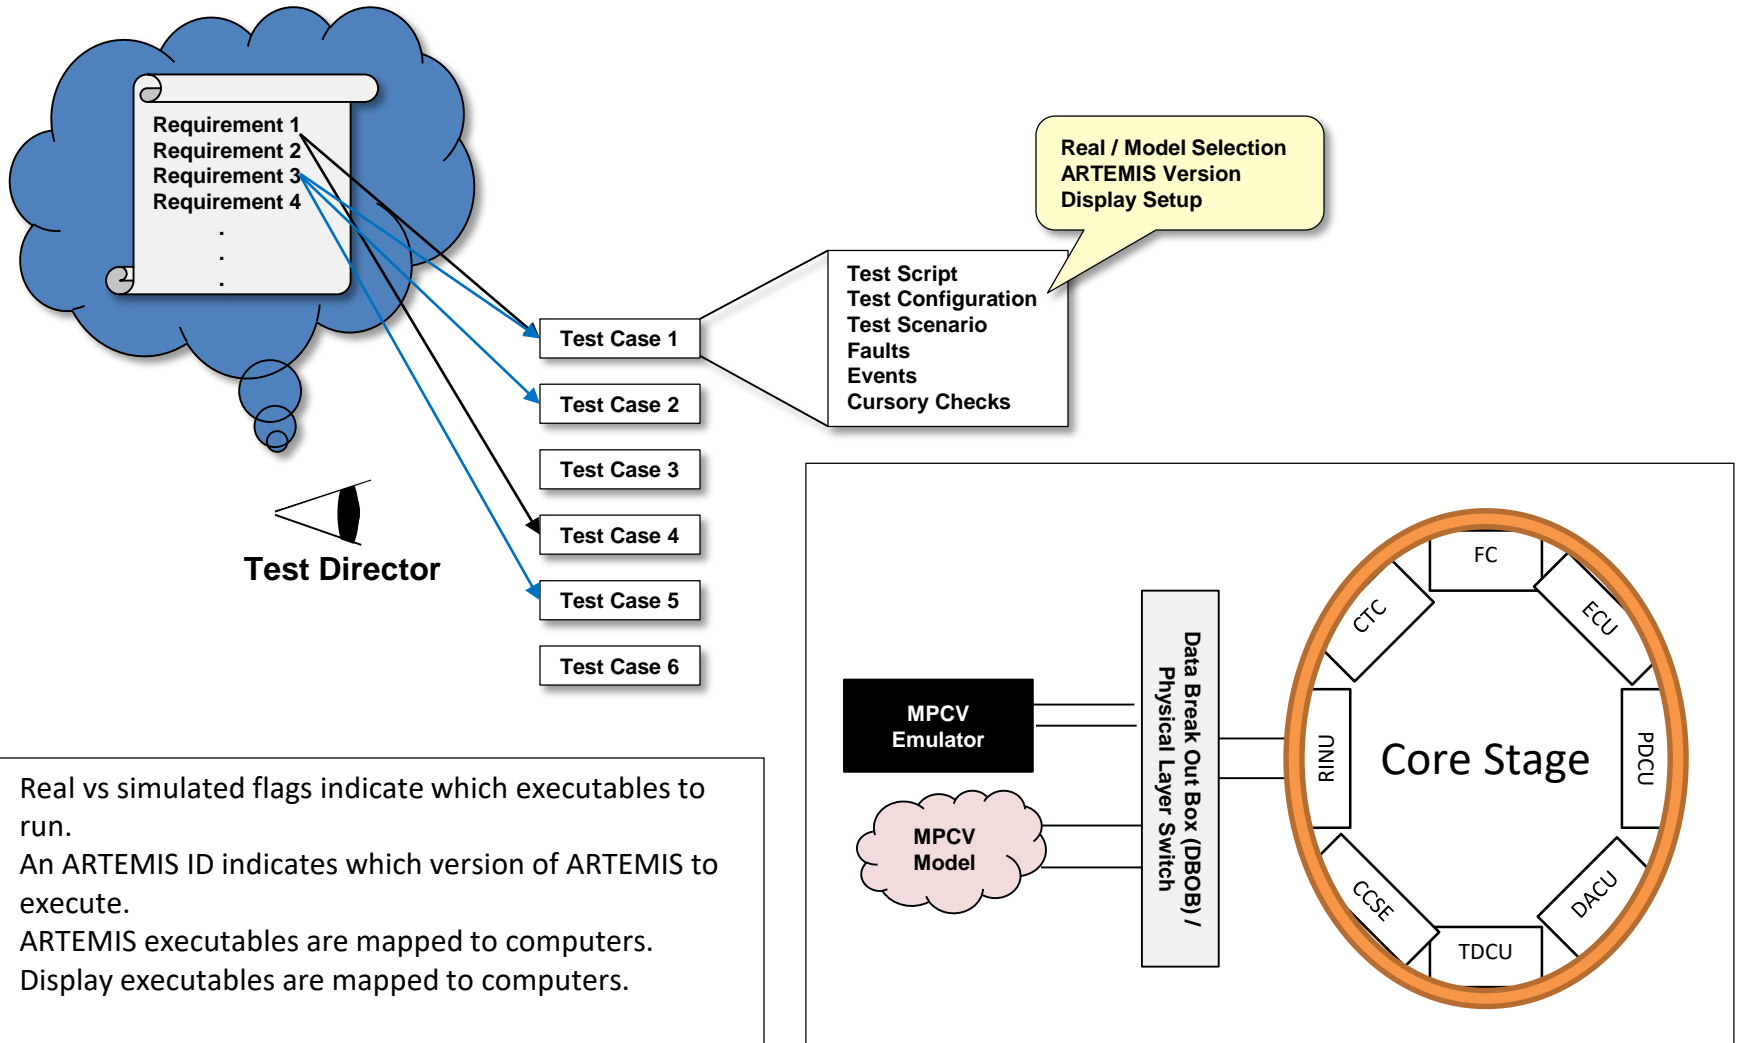 Requirement 1
Requirement 2
Requirement 3
Requirement 4
.
.
.
Real / Model Selection
ARTEMIS Version
Display Setup
Test Script
Test Configuration
Test Scenario
Faults
Events
Cursory Checks
Test Case 1
Test Case 2
Test Case 3
Test Case 4
Test Case 5
Test Case 6
Test Director
Real vs simulated flags indicate which executables to
run.
An ARTEMIS ID indicates which version of ARTEMIS to
execute.
ARTEMIS executables are mapped to computers.
Display executables are mapped to computers.
MPCV
Emulator
MPCV
Model
Data Break Out Box (DBOB) /
Physical Layer Switch
Core Stage
FC
ECU
PDCU
DACU
TDCU
CCSE
RINU
CTC